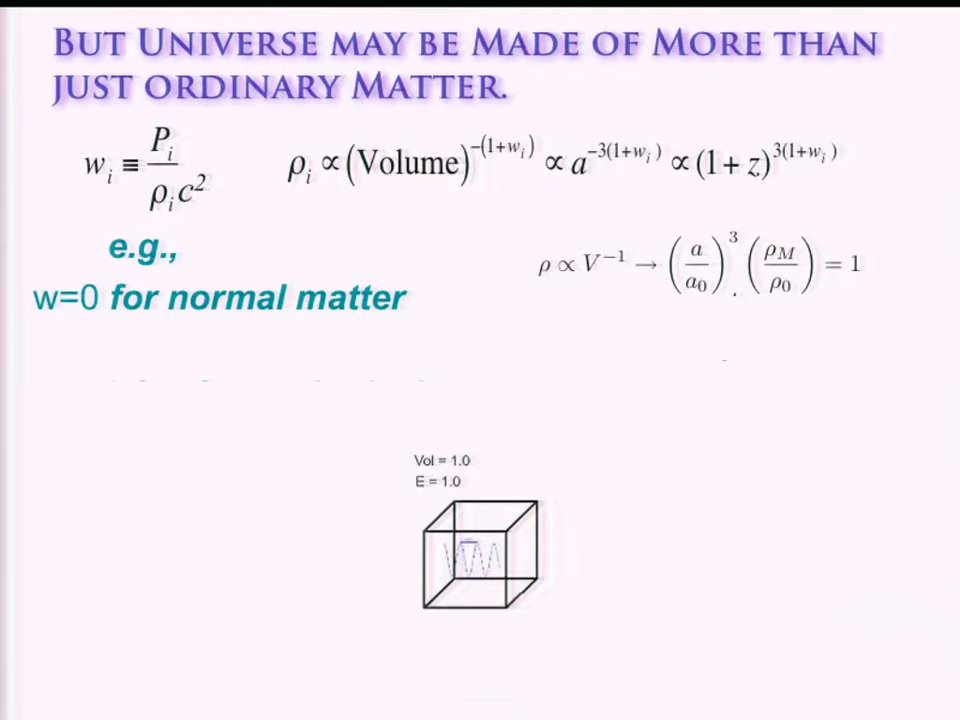 But Universe may be Made of More than
just ordinary Matter.
w_i ≡ P_i / ρ_i c^2    ρ_i ∝ (Volume)^{-(1+w_i)} ∝ a^{-3(1+w_i)} ∝ (1+z)^{3(1+w_i)}
e.g.,
ρ ∝ V^{-1} → (a/a_0)^3 (ρ_M/ρ_0) = 1
w=0 for normal matter
Vol = 1.0
E = 1.0